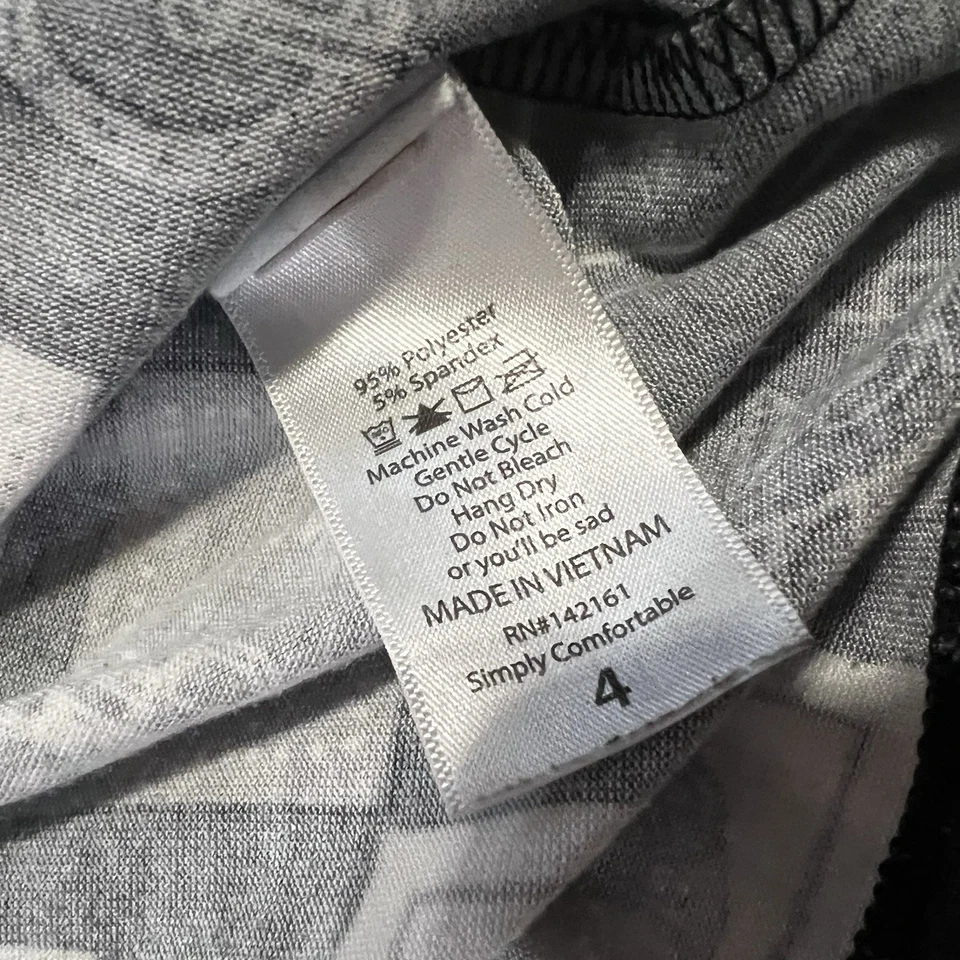 95% Polyester
5% Spandex
Machine Wash Cold
Gentle Cycle
Do Not Bleach
Hang Dry
Do Not Iron
or you'll be sad
MADE IN VIETNAM
RN#142161
Simply Comfortable
4